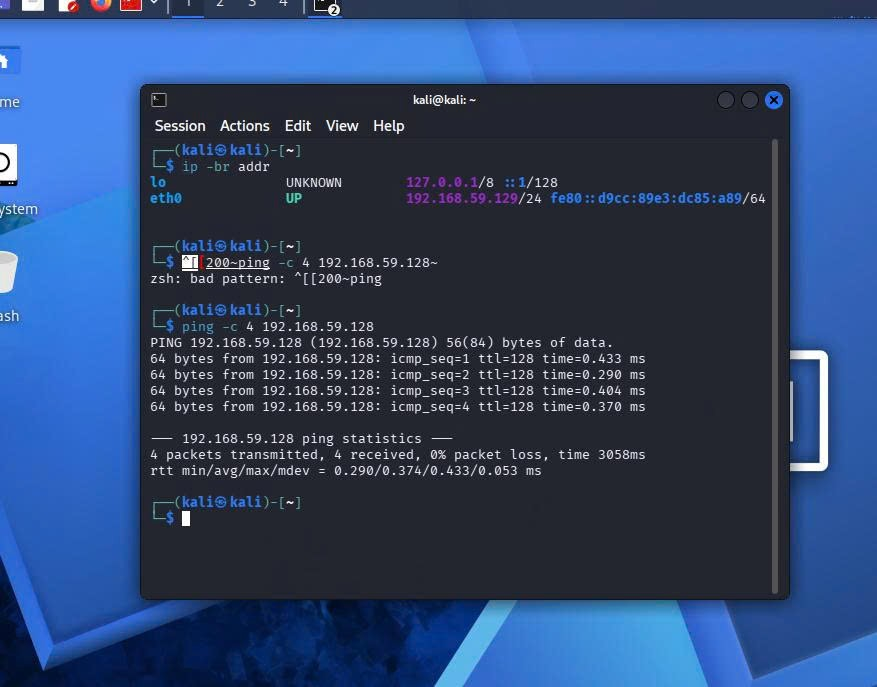 1 2 3 4 2
me
ystem
ash
kali@kali: ~
Session Actions Edit View Help
┌──(kali㉿kali)-[~]
└─$ ip -br addr
lo UNKNOWN 127.0.0.1/8 ::1/128
eth0 UP 192.168.59.129/24 fe80::d9cc:89e3:dc85:a89/64
┌──(kali㉿kali)-[~]
└─$ ^[[200~ping -c 4 192.168.59.128~
zsh: bad pattern: ^[[200~ping
┌──(kali㉿kali)-[~]
└─$ ping -c 4 192.168.59.128
PING 192.168.59.128 (192.168.59.128) 56(84) bytes of data.
64 bytes from 192.168.59.128: icmp_seq=1 ttl=128 time=0.433 ms
64 bytes from 192.168.59.128: icmp_seq=2 ttl=128 time=0.290 ms
64 bytes from 192.168.59.128: icmp_seq=3 ttl=128 time=0.404 ms
64 bytes from 192.168.59.128: icmp_seq=4 ttl=128 time=0.370 ms
--- 192.168.59.128 ping statistics ---
4 packets transmitted, 4 received, 0% packet loss, time 3058ms
rtt min/avg/max/mdev = 0.290/0.374/0.433/0.053 ms
┌──(kali㉿kali)-[~]
└─$